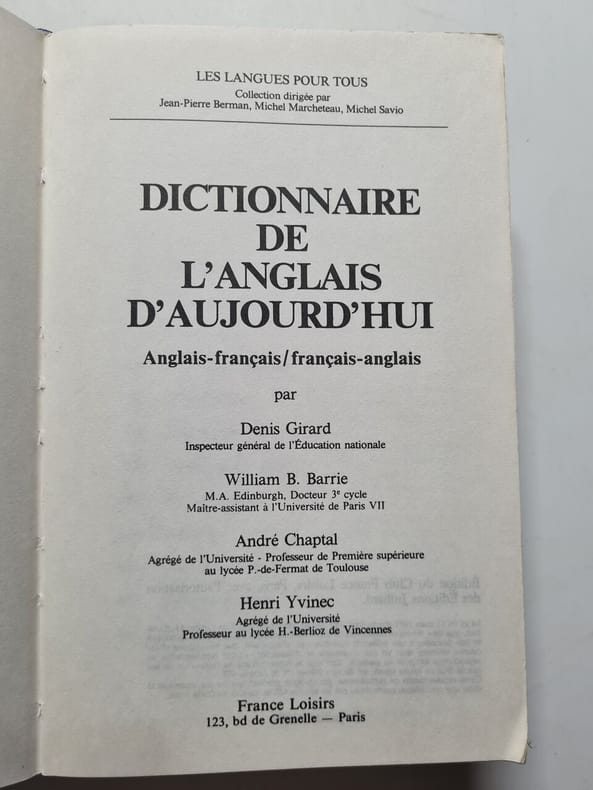 LES LANGUES POUR TOUS
Collection dirigée par
Jean-Pierre Berman, Michel Marcheteau, Michel Savio
DICTIONNAIRE
DE
L'ANGLAIS
D'AUJOURD'HUI
Anglais-français/français-anglais
par
Denis Girard
Inspecteur général de l'Éducation nationale
William B. Barrie
M.A. Edinburgh, Docteur 3e cycle
Maître-assistant à l'Université de Paris VII
André Chaptal
Agrégé de l'Université - Professeur de Première supérieure
au lycée P.-de-Fermat de Toulouse
Henri Yvinec
Agrégé de l'Université
Professeur au lycée H.-Berlioz de Vincennes
France Loisirs
123, bd de Grenelle — Paris